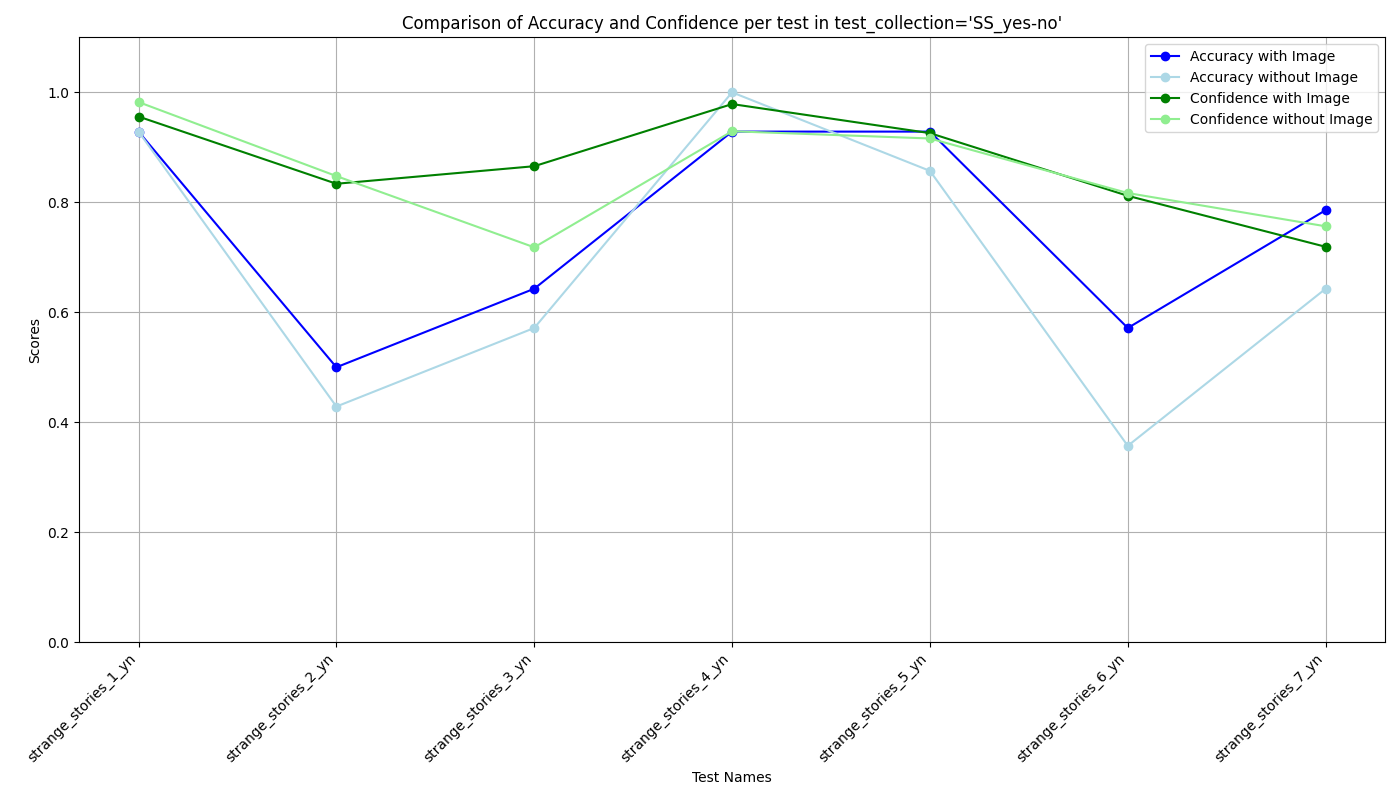 Comparison of Accuracy and Confidence per test in test_collection='SS_yes-no'
Accuracy with Image
Accuracy without Image
Confidence with Image
Confidence without Image
Scores
1.0
0.8
0.6
0.4
0.2
0.0
strange_stories_1_yn
strange_stories_2_yn
strange_stories_3_yn
strange_stories_4_yn
strange_stories_5_yn
strange_stories_6_yn
strange_stories_7_yn
Test Names